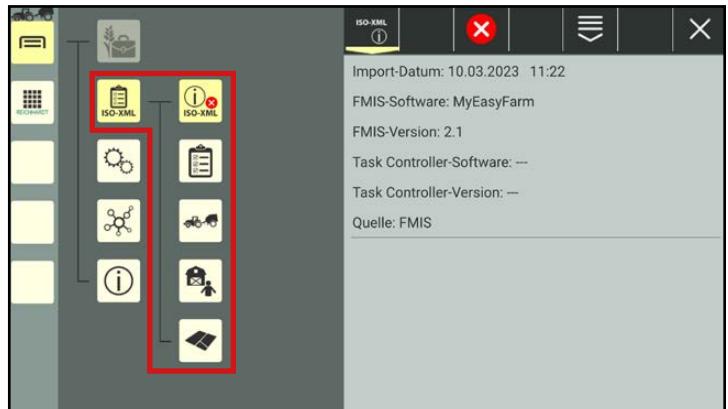 REICHHARDT
ISO-XML
ISO-XML
ISO-XML
Import-Datum: 10.03.2023 11:22
FMIS-Software: MyEasyFarm
FMIS-Version: 2.1
Task Controller-Software: ---
Task Controller-Version: ---
Quelle: FMIS